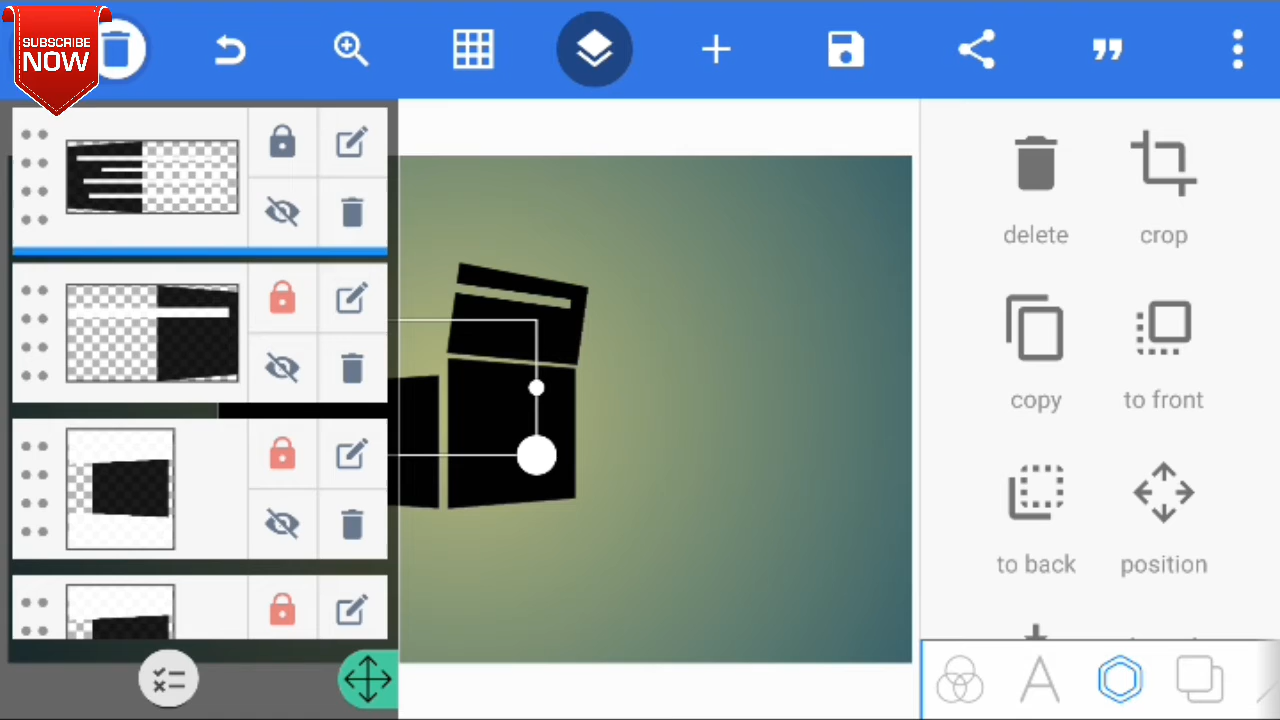 SUBSCRIBE
NOW
delete
crop
copy
to front
to back
position